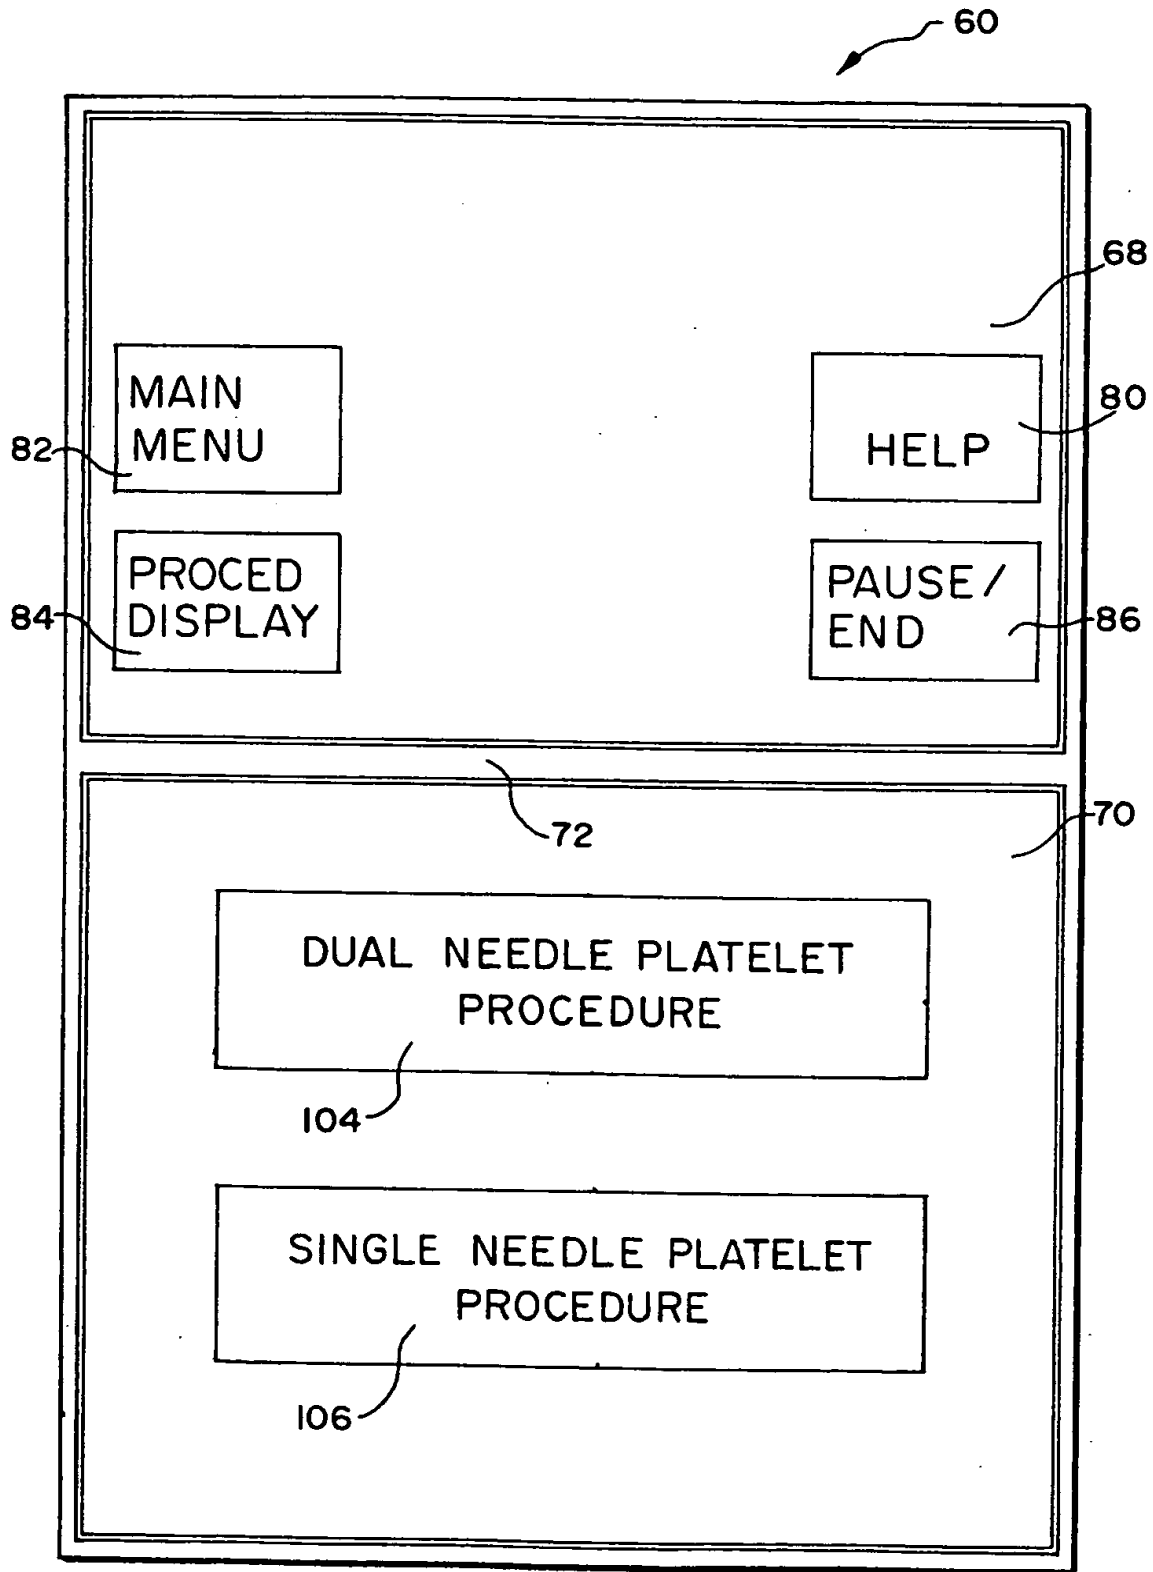 60
68
MAIN
MENU
82
80
HELP
PROCED
DISPLAY
84
PAUSE/
END
86
72
70
DUAL NEEDLE PLATELET
PROCEDURE
104
SINGLE NEEDLE PLATELET
PROCEDURE
106